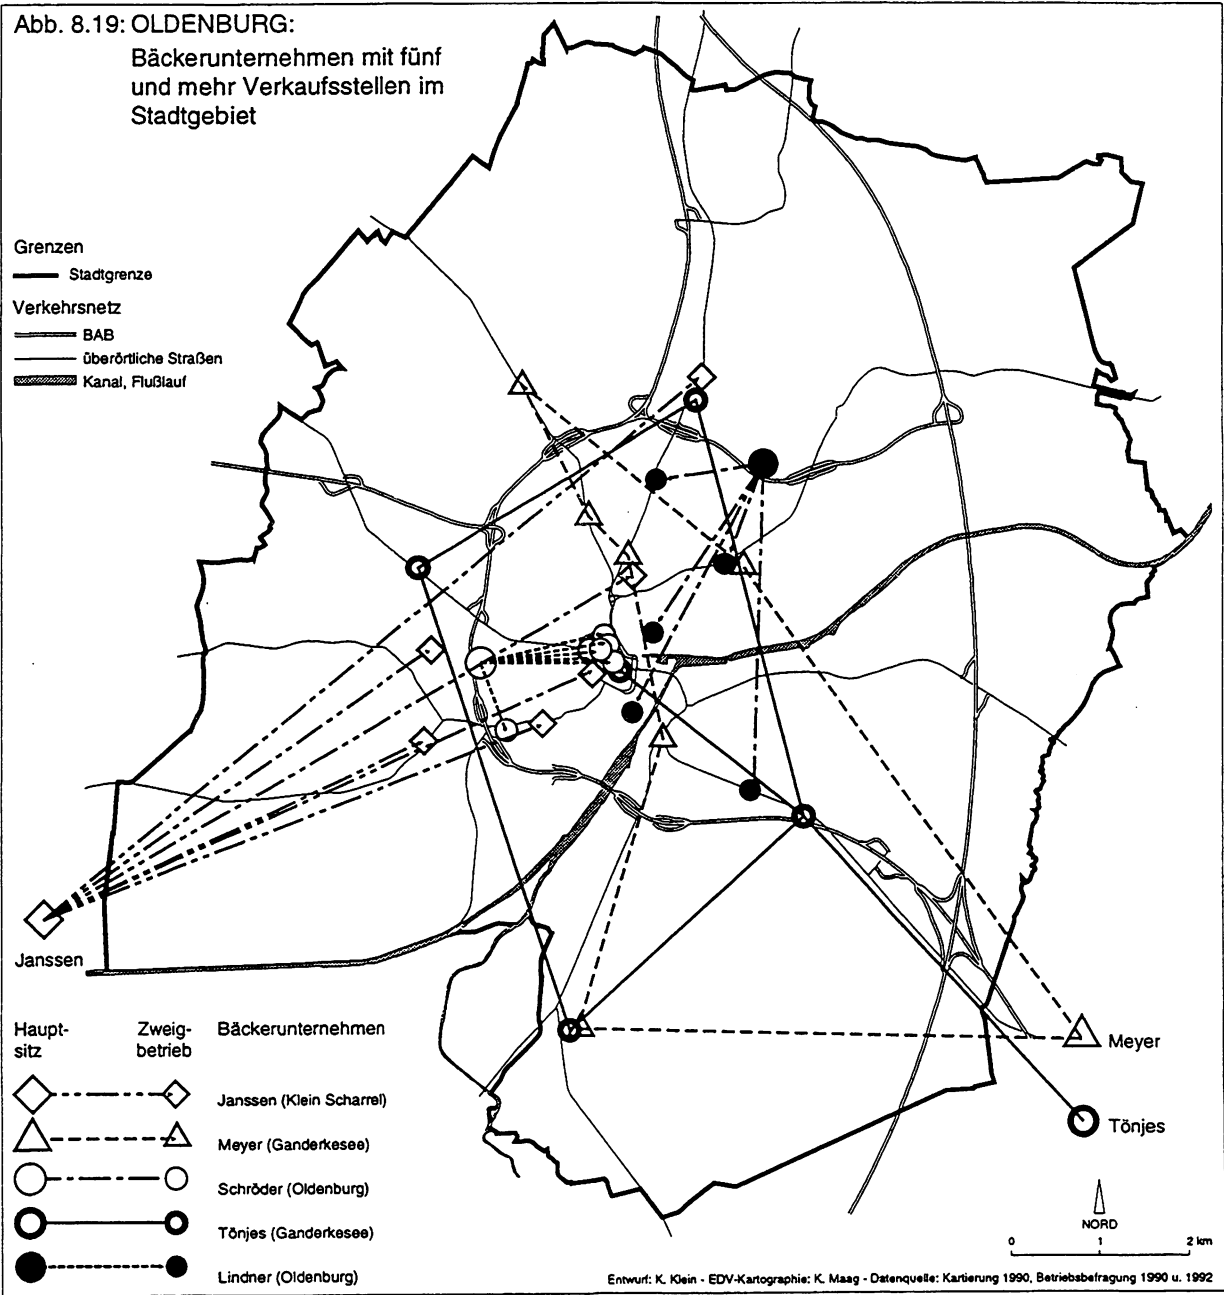 Abb. 8.19: OLDENBURG:
Bäckerunternehmen mit fünf
und mehr Verkaufsstellen im
Stadtgebiet
Grenzen
Stadtgrenze
Verkehrsnetz
BAB
überörtliche Straßen
Kanal, Flußlauf
Janssen
Meyer
Tönjes
Haupt-
sitz
Zweig-
betrieb
Bäckerunternehmen
Janssen (Klein Scharrel)
Meyer (Ganderkesee)
Schröder (Oldenburg)
Tönjes (Ganderkesee)
Lindner (Oldenburg)
NORD
0 1 2 km
Entwurf: K. Klein - EDV-Kartographie: K. Maag - Datenquelle: Kartierung 1990, Betriebsbefragung 1990 u. 1992